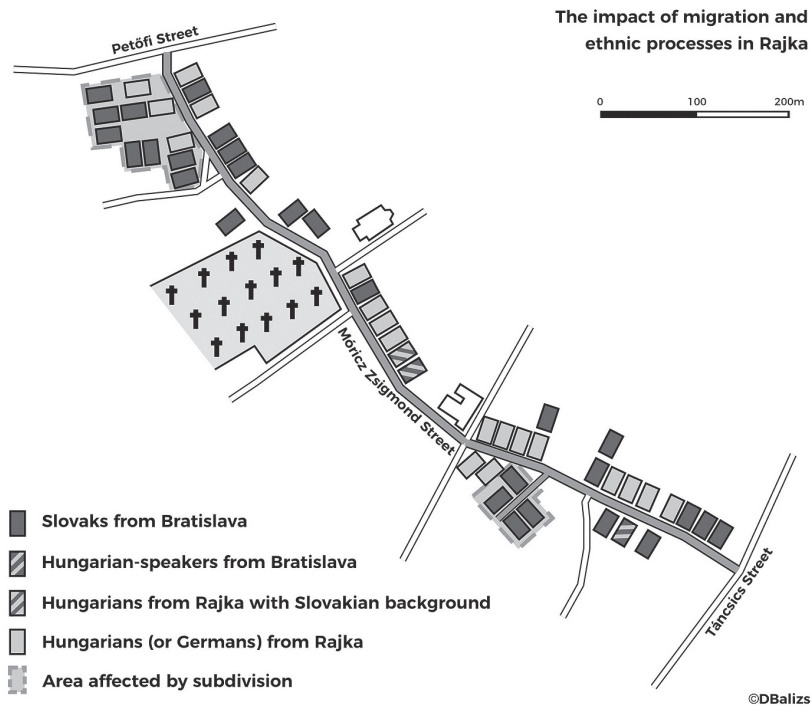 The impact of migration and
ethnic processes in Rajka
Petőfi Street
0 100 200m
Móricz Zsigmond Street
Táncsics Street
Slovaks from Bratislava
Hungarian-speakers from Bratislava
Hungarians from Rajka with Slovakian background
Hungarians (or Germans) from Rajka
Area affected by subdivision
©DBalizs